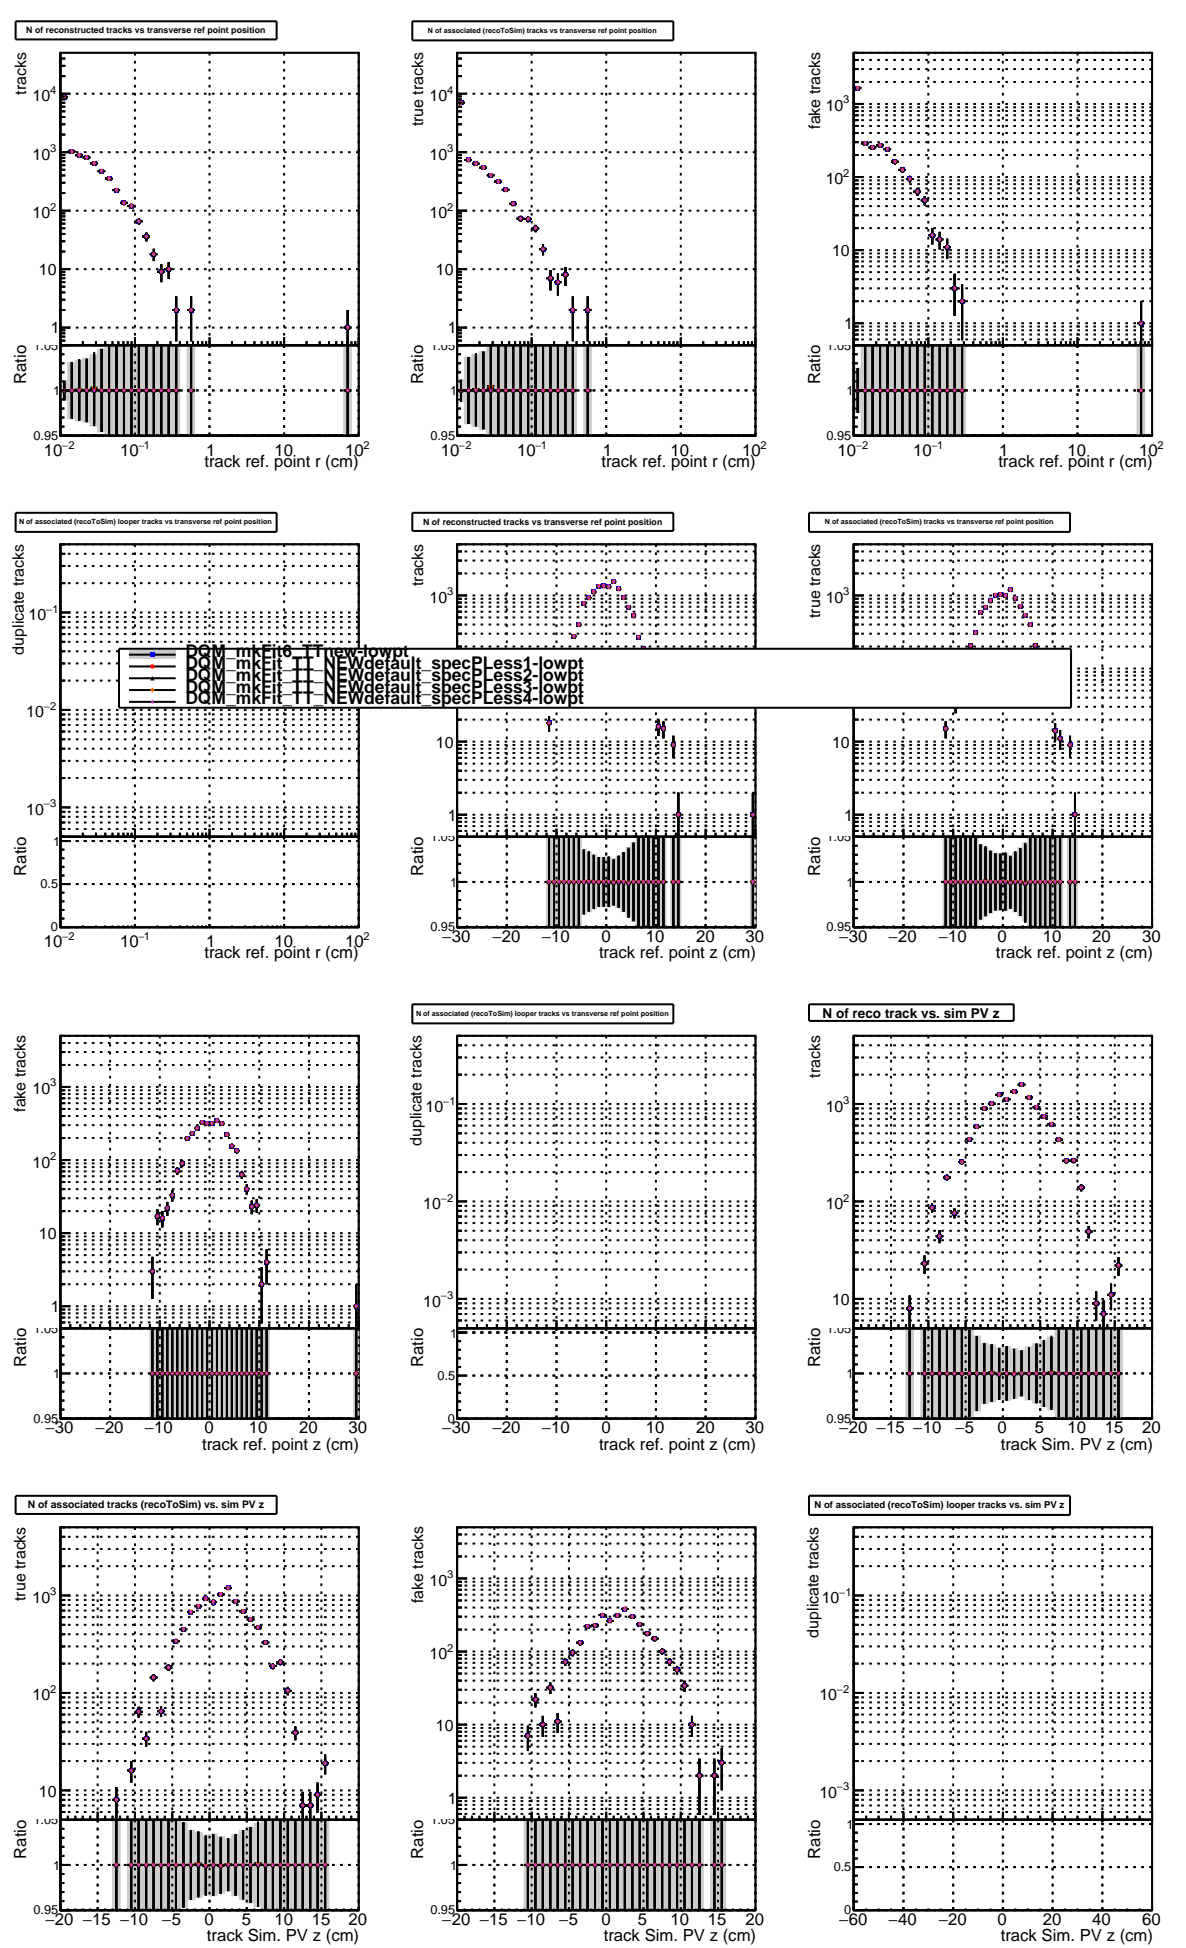 N of reconstructed tracks vs transverse ref point position
tracks
10^4
10^3
10^2
10
1
Ratio
1.05
1
0.95
10^−2 10^−1 1 10 10^2
track ref. point r (cm)
N of associated (recoToSim) tracks vs transverse ref point position
true tracks
10^4
10^3
10^2
10
1
Ratio
1.05
1
0.95
10^−2 10^−1 1 10 10^2
track ref. point r (cm)
fake tracks
10^3
10^2
10
1
Ratio
1.05
1
0.95
10^−2 10^−1 1 10 10^2
track ref. point r (cm)
N of associated (recoToSim) looper tracks vs transverse ref point position
duplicate tracks
10^−1
10^−2
10^−3
Ratio
1
0.5
0
10^−2 10^−1 1 10 10^2
track ref. point r (cm)
N of reconstructed tracks vs transverse ref point position
tracks
10^3
10
1
Ratio
1.05
1
0.95
−30 −20 −10 0 10 20 30
track ref. point z (cm)
N of associated (recoToSim) tracks vs transverse ref point position
true tracks
10^3
10
1
Ratio
1.05
1
0.95
−30 −20 −10 0 10 20 30
track ref. point z (cm)
DQM_mkFit6_TTnew-lowpt
DQM_mkFit_TT_NEWdefault_specPLess1-lowpt
DQM_mkFit_TT_NEWdefault_specPLess2-lowpt
DQM_mkFit_TT_NEWdefault_specPLess4-lowpt
fake tracks
10^3
10^2
10
1
Ratio
1.05
1
0.95
−30 −20 −10 0 10 20 30
track ref. point z (cm)
N of associated (recoToSim) looper tracks vs transverse ref point position
duplicate tracks
10^−1
10^−2
10^−3
Ratio
1
0.5
0
−30 −20 −10 0 10 20 30
track ref. point z (cm)
N of reco track vs. sim PV z
tracks
10^3
10^2
10
Ratio
1.05
1
0.95
−20 −15 −10 −5 0 5 10 15 20
track Sim. PV z (cm)
N of associated tracks (recoToSim) vs. sim PV z
true tracks
10^3
10^2
10
Ratio
1.05
1
0.95
−20 −15 −10 −5 0 5 10 15 20
track Sim. PV z (cm)
fake tracks
10^3
10^2
10
1
Ratio
1.05
1
0.95
−20 −15 −10 −5 0 5 10 15 20
track Sim. PV z (cm)
N of associated (recoToSim) looper tracks vs. sim PV z
duplicate tracks
10^−1
10^−2
10^−3
Ratio
1
0.5
0
−60 −40 −20 0 20 40 60
track Sim. PV z (cm)